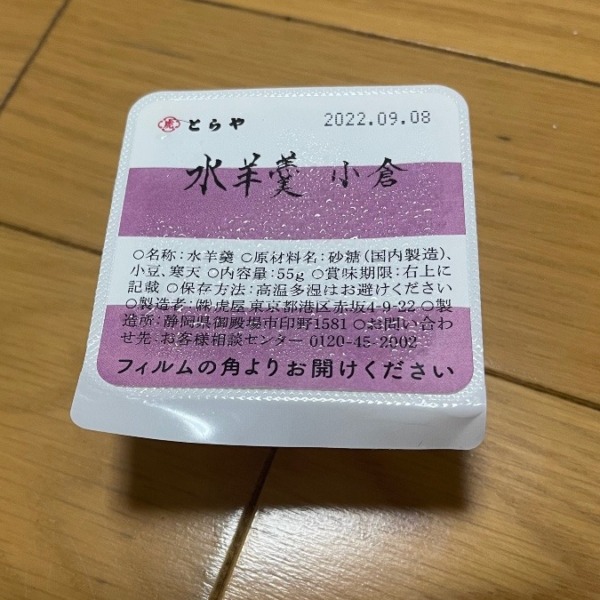 虎 とらや 2022.09.08
水羊羹 小倉
○名称:水羊羹 ○原材料名:砂糖(国内製造)、
小豆、寒天 ○内容量:55g ○賞味期限:右上に
記載 ○保存方法:高温多湿はお避けください
○製造者:㈱虎屋 東京都港区赤坂4-9-22 ○製
造所:静岡県御殿場市印野1581 ○お問い合わ
せ先 お客様相談センター 0120-45-2902
フィルムの角よりお開けください